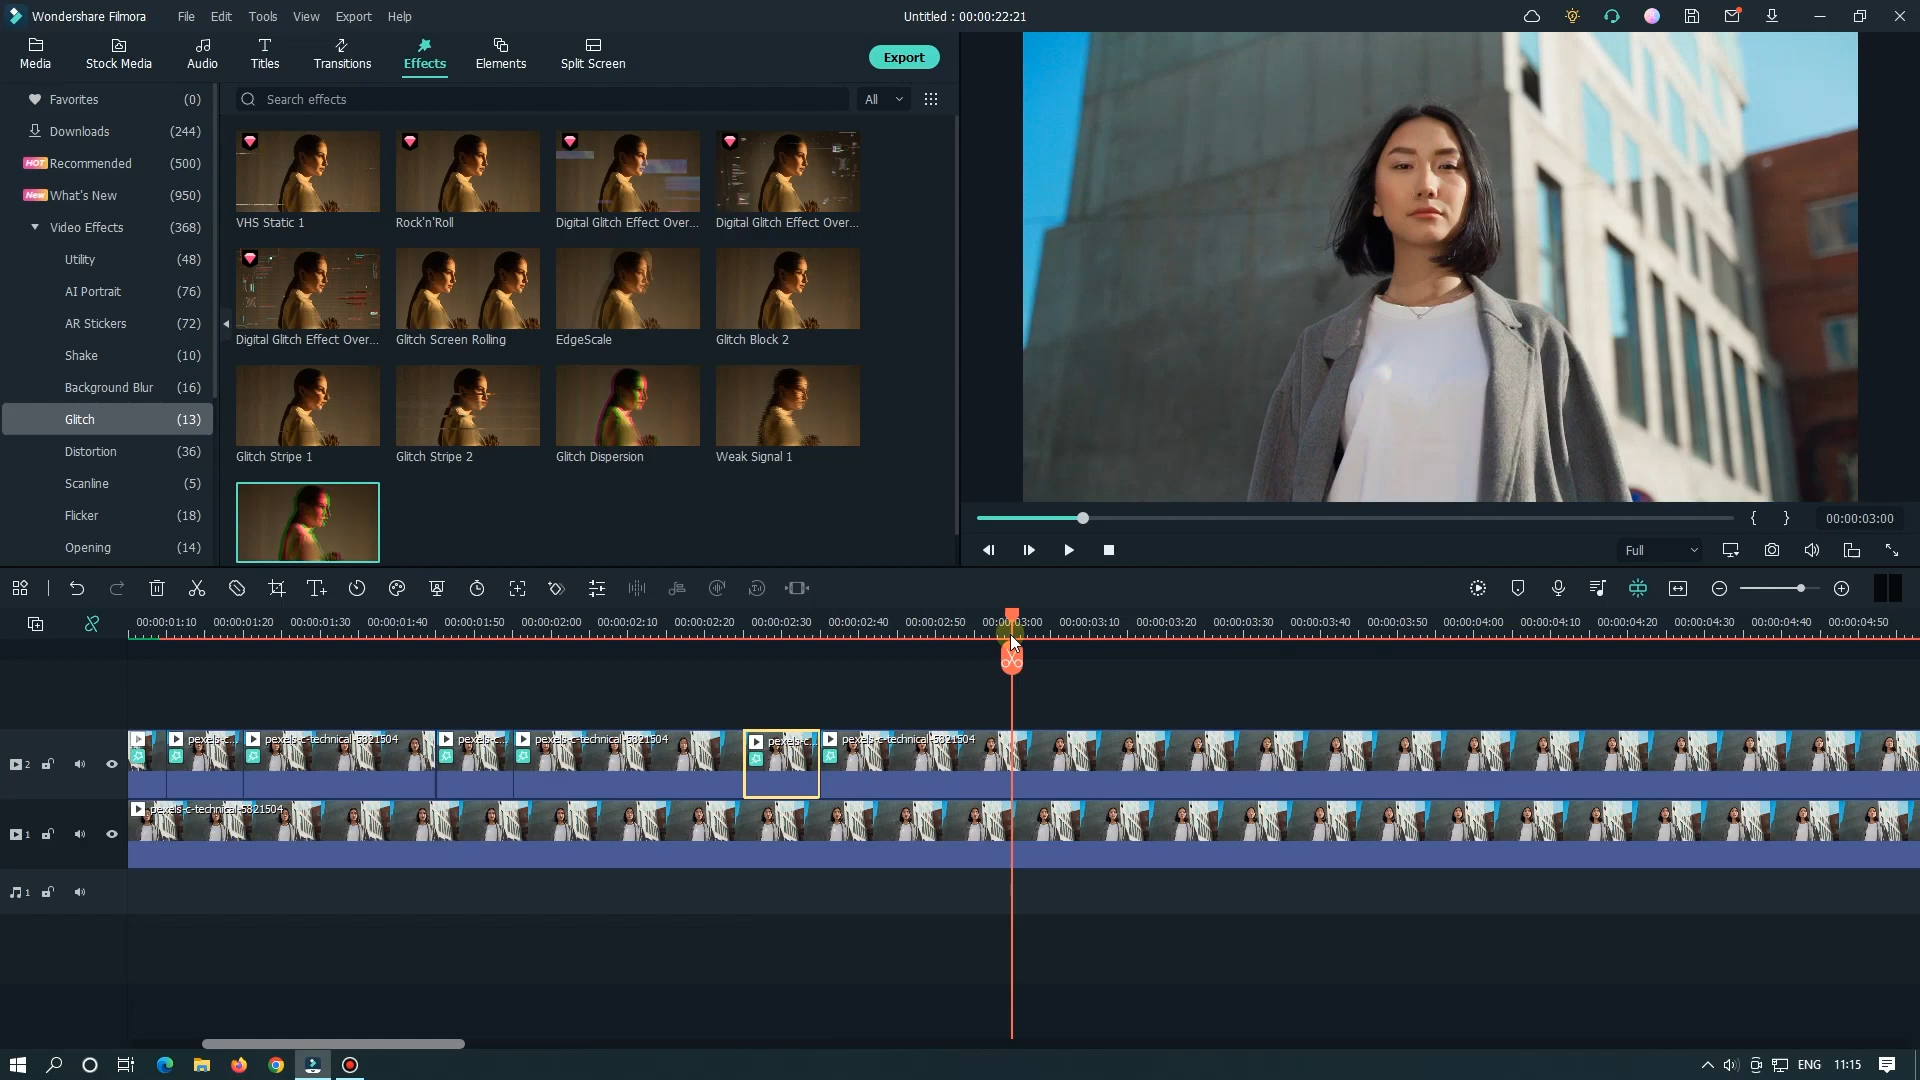 Wondershare Filmora
File Edit Tools View Export Help
Untitled : 00:00:22:21
Media
Stock Media
Audio
Titles
Transitions
Effects
Elements
Split Screen
Export
Favorites (0)
Downloads (244)
HOT Recommended (500)
New What's New (950)
Video Effects (368)
Utility (48)
AI Portrait (76)
AR Stickers (72)
Shake (10)
Background Blur (16)
Glitch (13)
Distortion (36)
Scanline (5)
Flicker (18)
Opening (14)
Search effects
All
VHS Static 1
Rock'n'Roll
Digital Glitch Effect Over...
Digital Glitch Effect Over...
Digital Glitch Effect Over...
Glitch Screen Rolling
EdgeScale
Glitch Block 2
Glitch Stripe 1
Glitch Stripe 2
Glitch Dispersion
Weak Signal 1
{ } 00:00:03:00
Full
00:00:01:10 00:00:01:20 00:00:01:30 00:00:01:40 00:00:01:50 00:00:02:00 00:00:02:10 00:00:02:20 00:00:02:30 00:00:02:40 00:00:02:50 00:00:03:00 00:00:03:10 00:00:03:20 00:00:03:30 00:00:03:40 00:00:03:50 00:00:04:00 00:00:04:10 00:00:04:20 00:00:04:30 00:00:04:40 00:00:04:50
2
pexels-c... pexels-c-technical-5821504 pexels-c... pexels-c-technical-5821504 pexels-c... pexels-c-technical-5821504
1
pexels-c-technical-5821504
1
ENG 11:15